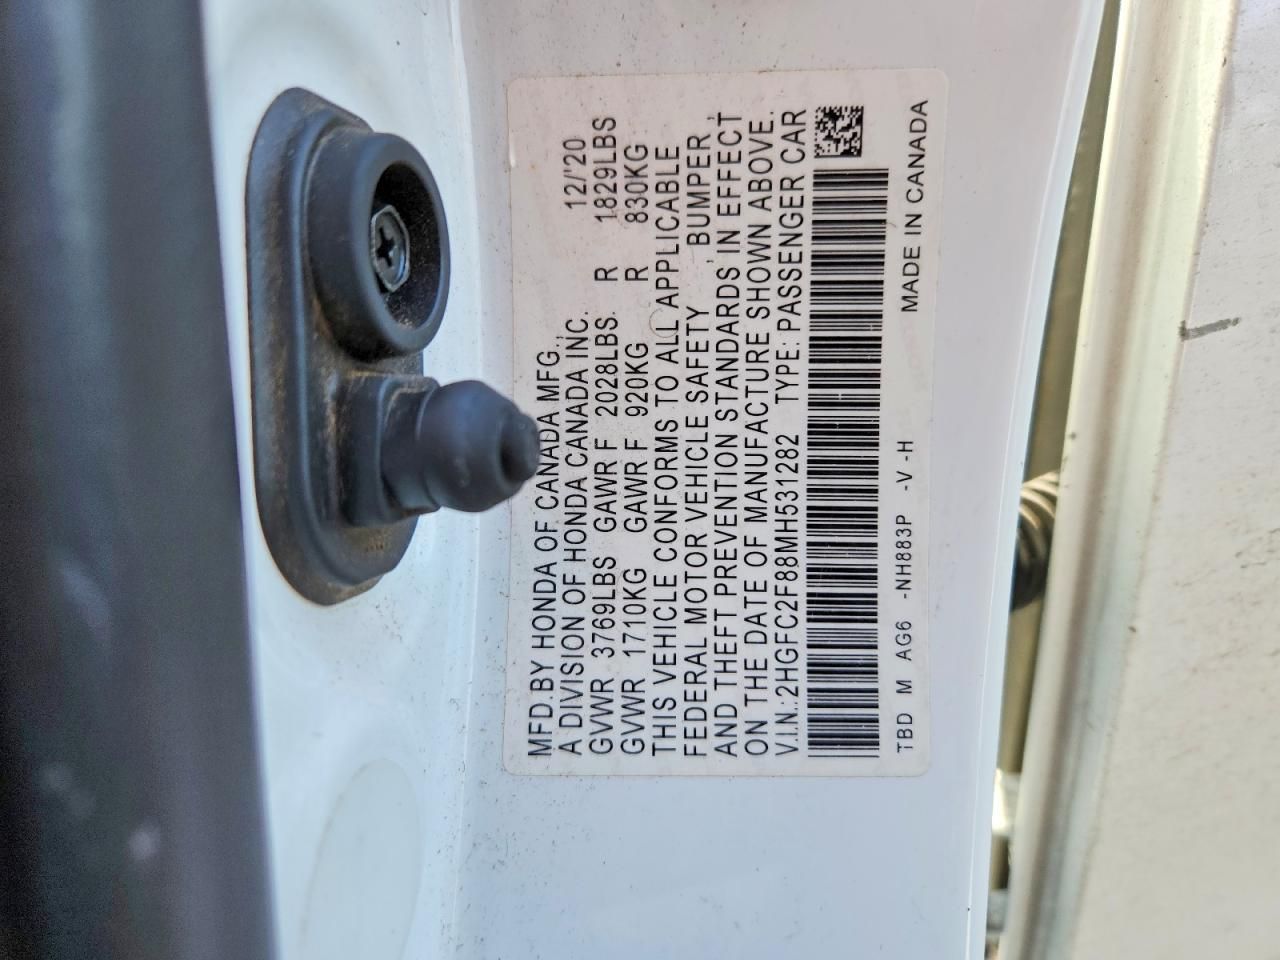 MFD.BY HONDA OF CANADA MFG.,
A DIVISION OF HONDA CANADA INC. 12/'20
GVWR 3769LBS GAWR F 2028LBS. R 1829LBS
GVWR 1710KG GAWR F 920KG R 830KG
THIS VEHICLE CONFORMS TO ALL APPLICABLE
FEDERAL MOTOR VEHICLE SAFETY , BUMPER ,
AND THEFT PREVENTION STANDARDS IN EFFECT
ON THE DATE OF MANUFACTURE SHOWN ABOVE.
V.I.N.:2HGFC2F88MH531282 TYPE: PASSENGER CAR
TBD M AG6 -NH883P -V -H MADE IN CANADA